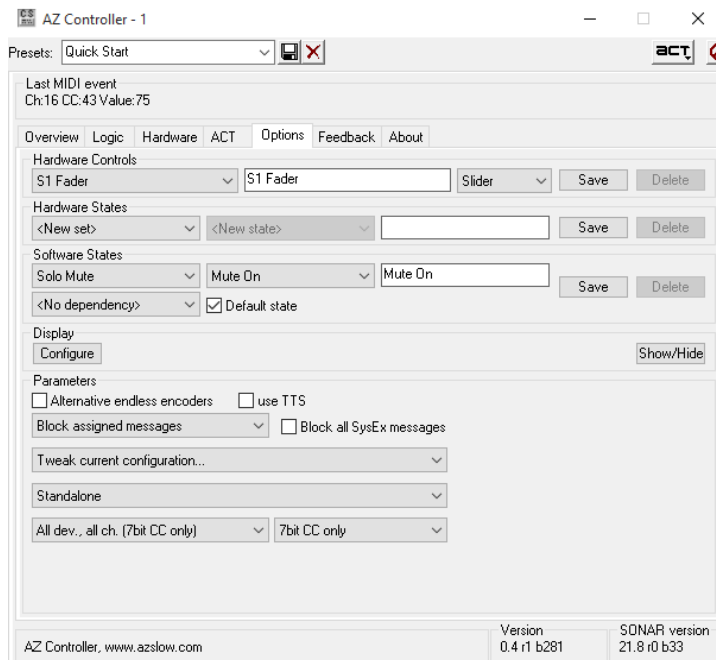 CS
AZ Controller - 1
Presets: Quick Start ACT
Last MIDI event
Ch:16 CC:43 Value:75
Overview Logic Hardware ACT Options Feedback About
Hardware Controls
S1 Fader S1 Fader Slider Save Delete
Hardware States
<New set> <New state> Save Delete
Software States
Solo Mute Mute On Mute On Save Delete
<No dependency> Default state
Display
Configure Show/Hide
Parameters
Alternative endless encoders use TTS
Block assigned messages Block all SysEx messages
Tweak current configuration...
Standalone
All dev., all ch. (7bit CC only) 7bit CC only
Version SONAR version
AZ Controller, www.azslow.com 0.4 r1 b281 21.8 r0 b33